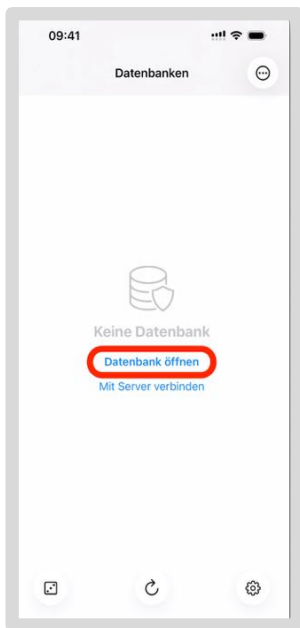 09:41
Datenbanken
Keine Datenbank
Datenbank öffnen
Mit Server verbinden